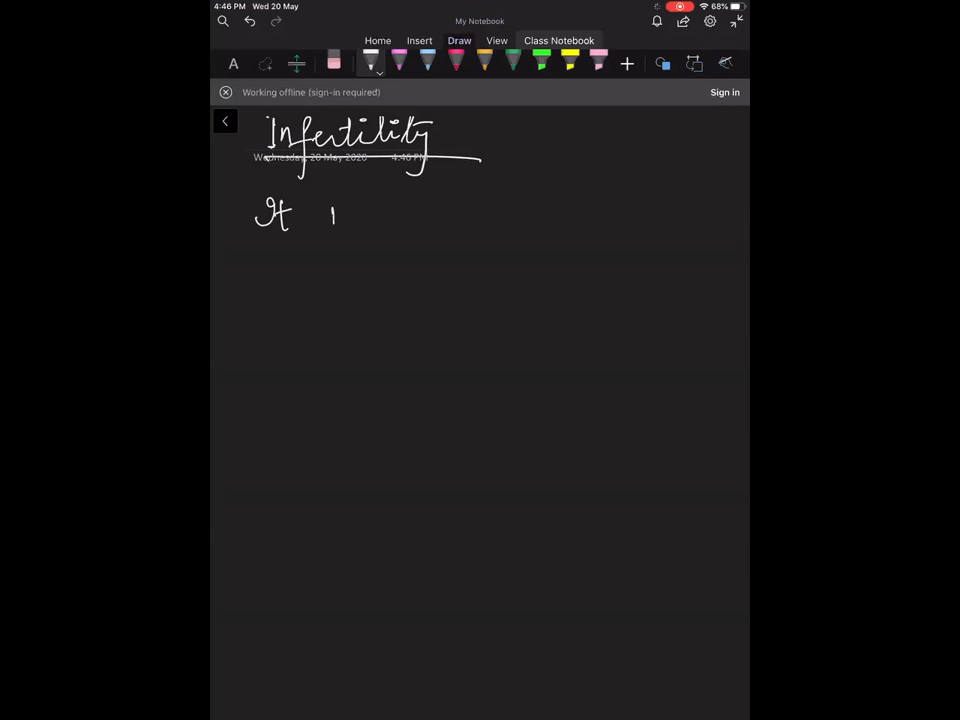 4:46 PM Wed 20 May 68%
My Notebook
Home Insert Draw View Class Notebook
A
Working offline (sign-in required) Sign in
Infertility
Wednesday, 20 May 2020 4:46 PM
It I